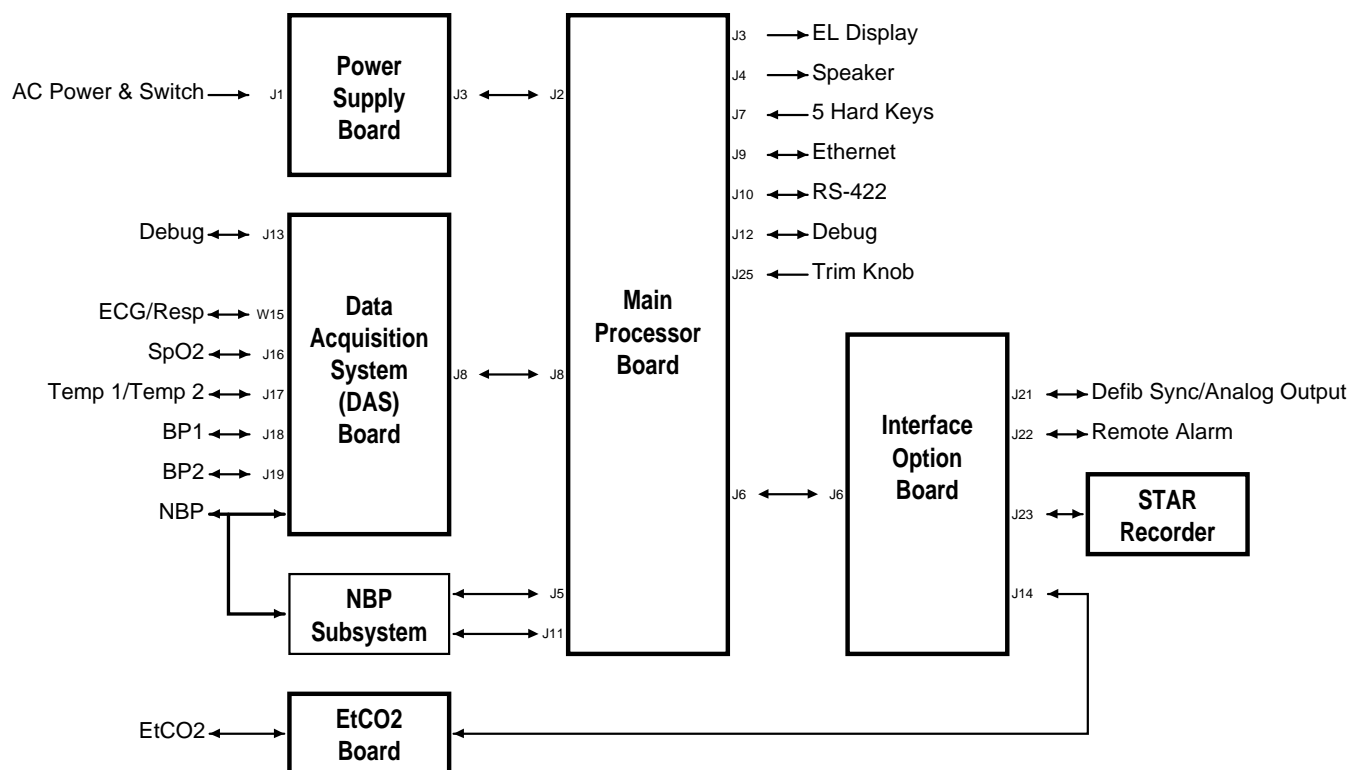 Power
Supply
Board
AC Power & Switch
J1
J3
J2
J3
EL Display
J4
Speaker
J7
5 Hard Keys
J9
Ethernet
J10
RS-422
J12
Debug
J25
Trim Knob
Debug
J13
ECG/Resp
W15
SpO2
J16
Temp 1/Temp 2
J17
BP1
J18
BP2
J19
NBP
Data
Acquisition
System
(DAS)
Board
J8
J8
Main
Processor
Board
J6
J6
Interface
Option
Board
J21
Defib Sync/Analog Output
J22
Remote Alarm
J23
STAR
Recorder
J14
NBP
Subsystem
J5
J11
EtCO2
EtCO2
Board